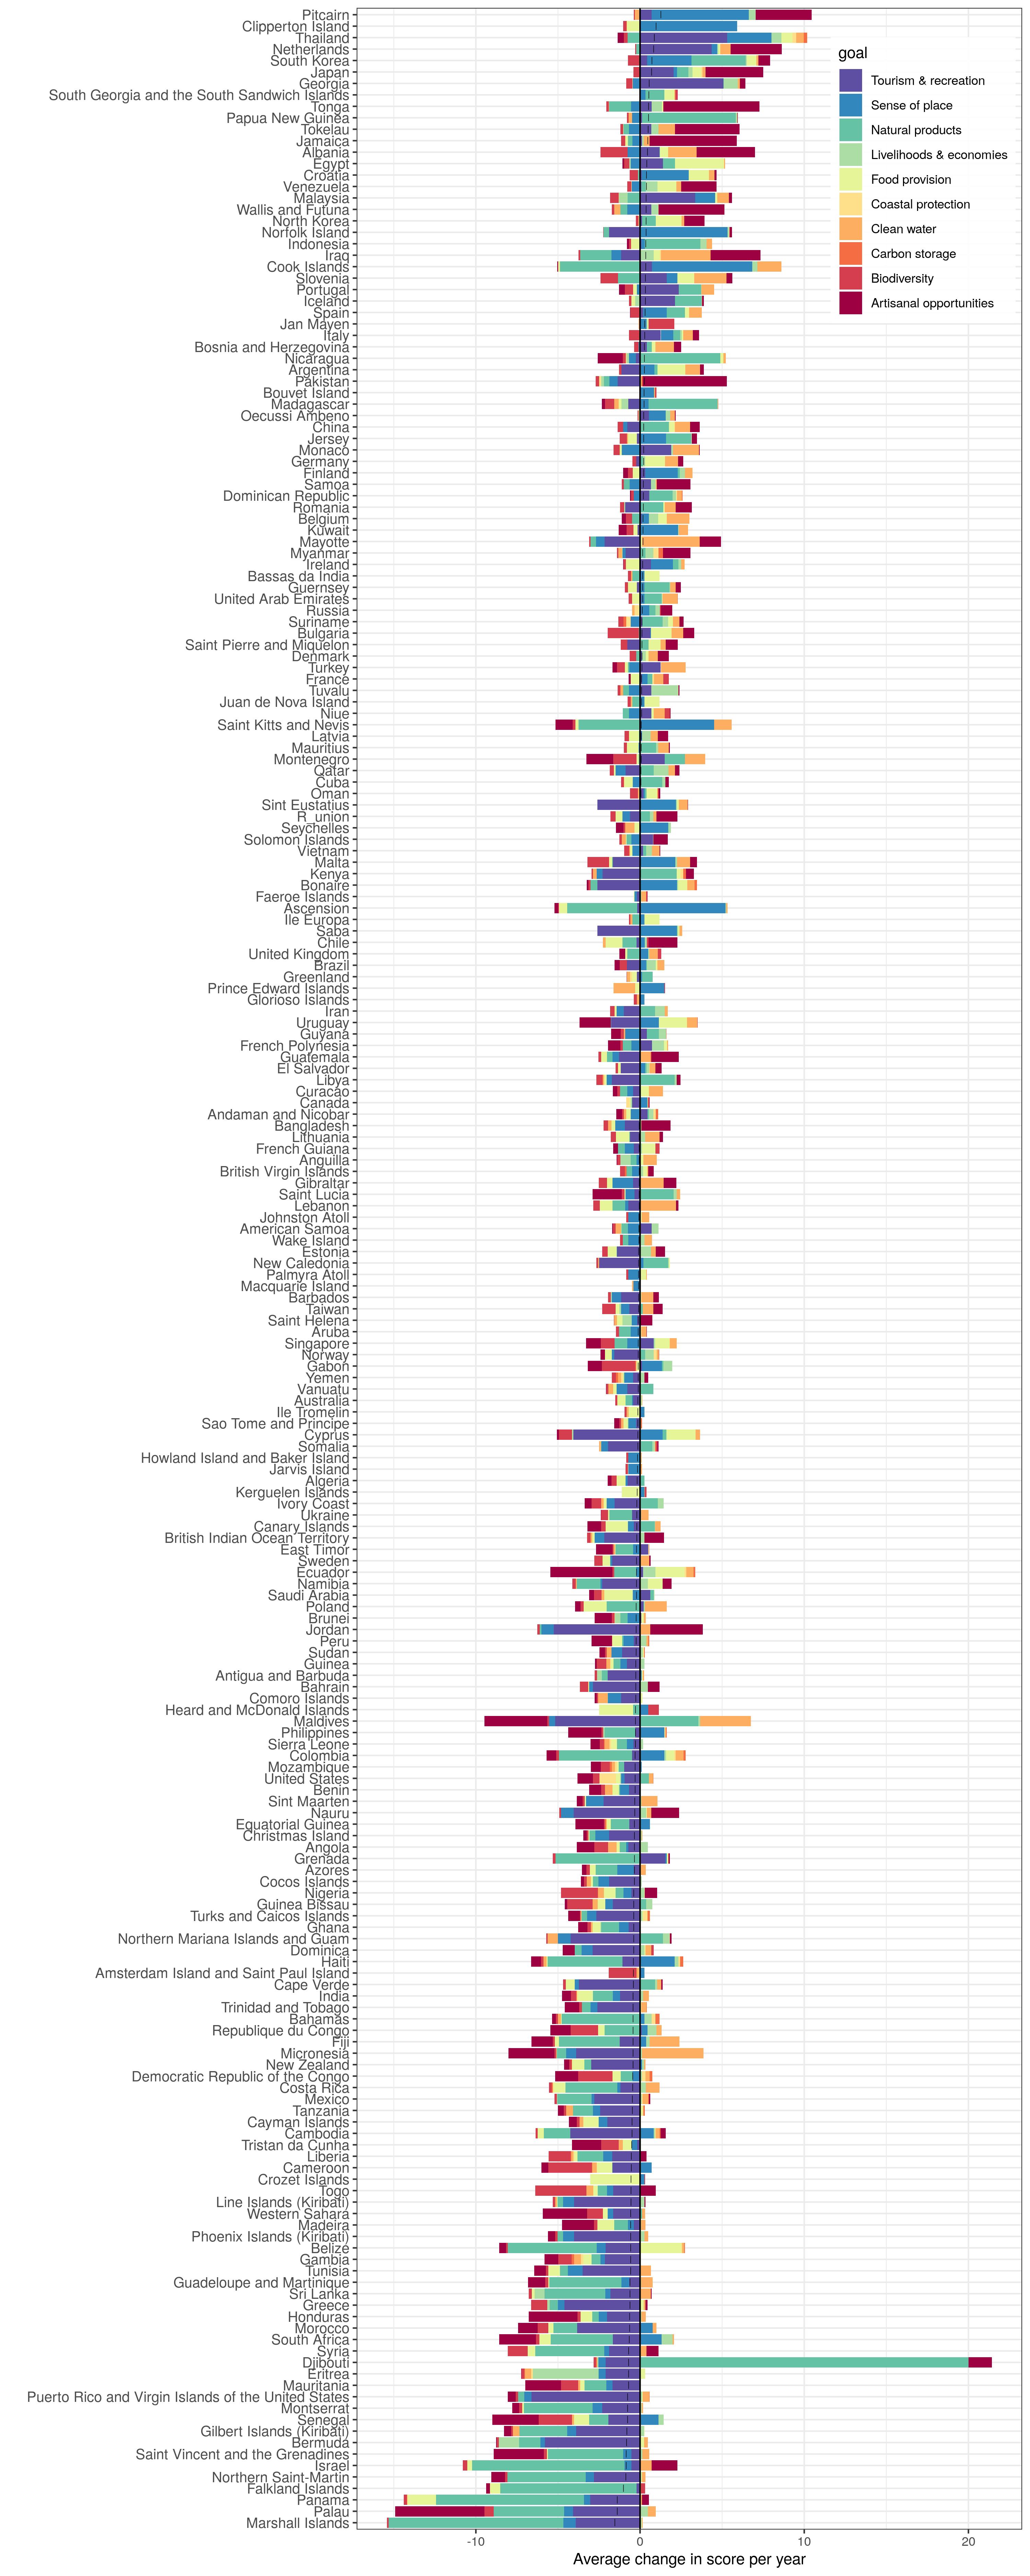 Pitcairn
Clipperton Island
Thailand
Netherlands
South Korea
Japan
Georgia
South Georgia and the South Sandwich Islands
Tonga
Papua New Guinea
Tokelau
Jamaica
Albania
Egypt
Croatia
Venezuela
Malaysia
Wallis and Futuna
North Korea
Norfolk Island
Indonesia
Iraq
Cook Islands
Slovenia
Portugal
Iceland
Spain
Jan Mayen
Italy
Bosnia and Herzegovina
Nicaragua
Argentina
Pakistan
Bouvet Island
Madagascar
Oecussi Ambeno
China
Jersey
Monaco
Germany
Finland
Samoa
Dominican Republic
Romania
Belgium
Kuwait
Mayotte
Myanmar
Ireland
Bassas da India
Guernsey
United Arab Emirates
Russia
Suriname
Bulgaria
Saint Pierre and Miquelon
Denmark
Turkey
France
Tuvalu
Juan de Nova Island
Niue
Saint Kitts and Nevis
Latvia
Mauritius
Montenegro
Qatar
Cuba
Oman
Sint Eustatius
R_union
Seychelles
Solomon Islands
Vietnam
Malta
Kenya
Bonaire
Faeroe Islands
Ascension
Ile Europa
Saba
Chile
United Kingdom
Brazil
Greenland
Prince Edward Islands
Glorioso Islands
Iran
Uruguay
Guyana
French Polynesia
Guatemala
El Salvador
Libya
Curacao
Canada
Andaman and Nicobar
Bangladesh
Lithuania
French Guiana
Anguilla
British Virgin Islands
Gibraltar
Saint Lucia
Lebanon
Johnston Atoll
American Samoa
Wake Island
Estonia
New Caledonia
Palmyra Atoll
Macquarie Island
Barbados
Taiwan
Saint Helena
Aruba
Singapore
Norway
Gabon
Yemen
Vanuatu
Australia
Ile Tromelin
Sao Tome and Principe
Cyprus
Somalia
Howland Island and Baker Island
Jarvis Island
Algeria
Kerguelen Islands
Ivory Coast
Ukraine
Canary Islands
British Indian Ocean Territory
East Timor
Sweden
Ecuador
Namibia
Saudi Arabia
Poland
Brunei
Jordan
Peru
Sudan
Guinea
Antigua and Barbuda
Bahrain
Comoro Islands
Heard and McDonald Islands
Maldives
Philippines
Sierra Leone
Colombia
Mozambique
United States
Benin
Sint Maarten
Nauru
Equatorial Guinea
Christmas Island
Angola
Grenada
Azores
Cocos Islands
Nigeria
Guinea Bissau
Turks and Caicos Islands
Ghana
Northern Mariana Islands and Guam
Dominica
Haiti
Amsterdam Island and Saint Paul Island
Cape Verde
India
Trinidad and Tobago
Bahamas
Republique du Congo
Fiji
Micronesia
New Zealand
Democratic Republic of the Congo
Costa Rica
Mexico
Tanzania
Cayman Islands
Cambodia
Tristan da Cunha
Liberia
Cameroon
Crozet Islands
Togo
Line Islands (Kiribati)
Western Sahara
Madeira
Phoenix Islands (Kiribati)
Belize
Gambia
Tunisia
Guadeloupe and Martinique
Sri Lanka
Greece
Honduras
Morocco
South Africa
Syria
Djibouti
Eritrea
Mauritania
Puerto Rico and Virgin Islands of the United States
Montserrat
Senegal
Gilbert Islands (Kiribati)
Bermuda
Saint Vincent and the Grenadines
Israel
Northern Saint-Martin
Falkland Islands
Panama
Palau
Marshall Islands
-10 0 10 20
Average change in score per year
goal
Tourism & recreation
Sense of place
Natural products
Livelihoods & economies
Food provision
Coastal protection
Clean water
Carbon storage
Biodiversity
Artisanal opportunities